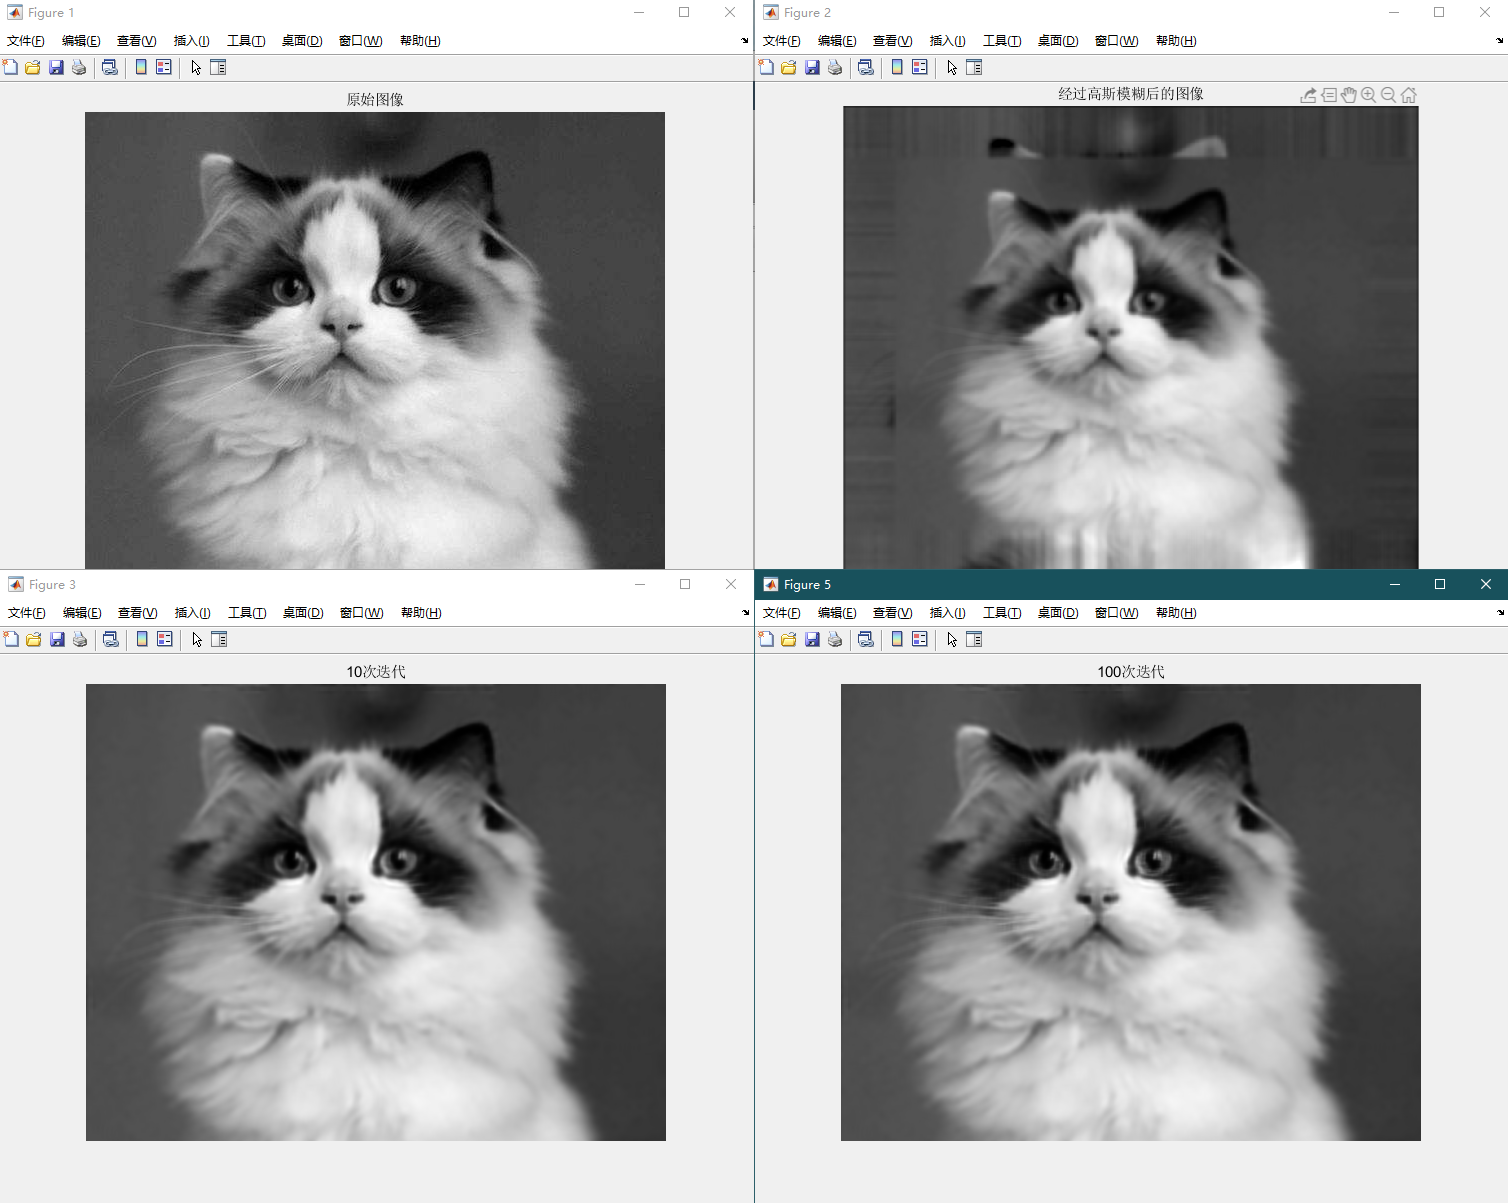 Figure 1
文件(F) 编辑(E) 查看(V) 插入(I) 工具(T) 桌面(D) 窗口(W) 帮助(H)
原始图像
Figure 2
文件(F) 编辑(E) 查看(V) 插入(I) 工具(T) 桌面(D) 窗口(W) 帮助(H)
经过高斯模糊后的图像
Figure 3
文件(F) 编辑(E) 查看(V) 插入(I) 工具(T) 桌面(D) 窗口(W) 帮助(H)
10次迭代
Figure 5
文件(F) 编辑(E) 查看(V) 插入(I) 工具(T) 桌面(D) 窗口(W) 帮助(H)
100次迭代